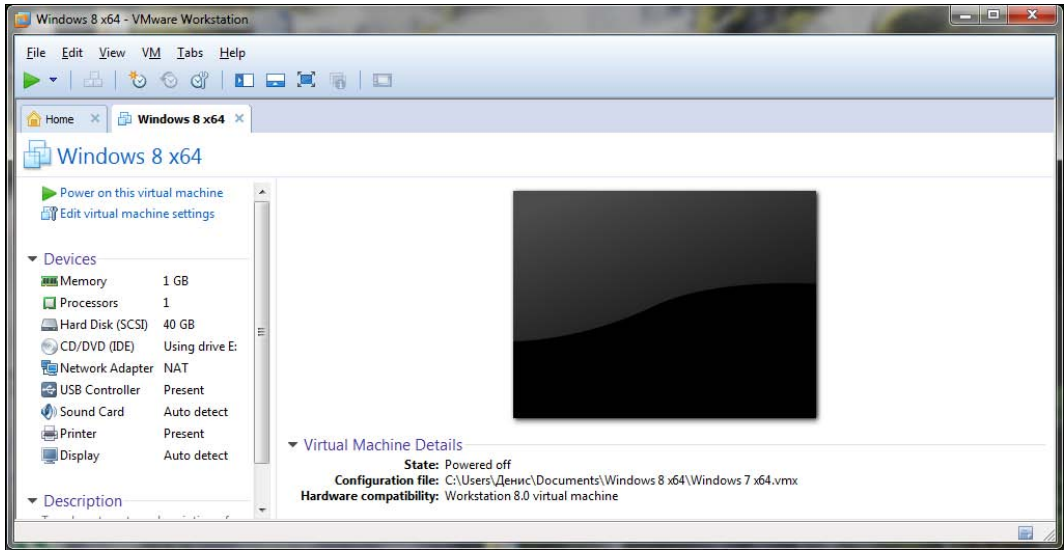 Windows 8 x64 - VMware Workstation
File Edit View VM Tabs Help
Home Windows 8 x64
Windows 8 x64
Power on this virtual machine
Edit virtual machine settings
Devices
Memory 1 GB
Processors 1
Hard Disk (SCSI) 40 GB
CD/DVD (IDE) Using drive E:
Network Adapter NAT
USB Controller Present
Sound Card Auto detect
Printer Present
Display Auto detect
Description
Virtual Machine Details
State: Powered off
Configuration file: C:\Users\Денис\Documents\Windows 8 x64\Windows 7 x64.vmx
Hardware compatibility: Workstation 8.0 virtual machine